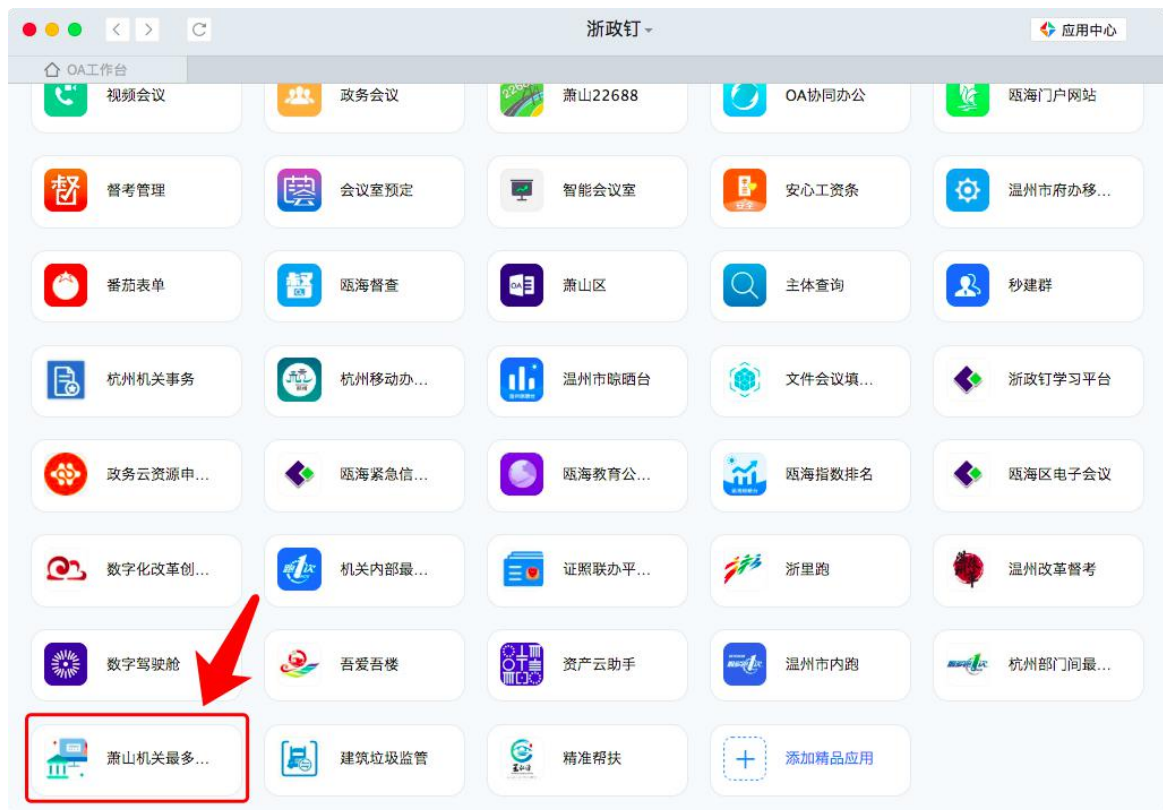 浙政钉
应用中心
OA工作台
视频会议
政务会议
萧山22688
OA协同办公
瓯海门户网站
督考管理
会议室预定
智能会议室
安心工资条
温州市府办移...
番茄表单
瓯海督查
萧山区
主体查询
秒建群
杭州机关事务
杭州移动办...
温州市晾晒台
文件会议填...
浙政钉学习平台
政务云资源申...
瓯海紧急信...
瓯海教育公...
瓯海指数排名
瓯海区电子会议
数字化改革创...
机关内部最...
证照联办平...
浙里跑
温州改革督考
数字驾驶舱
吾爱吾楼
资产云助手
温州市内跑
杭州部门间最...
萧山机关最多...
建筑垃圾监管
精准帮扶
添加精品应用